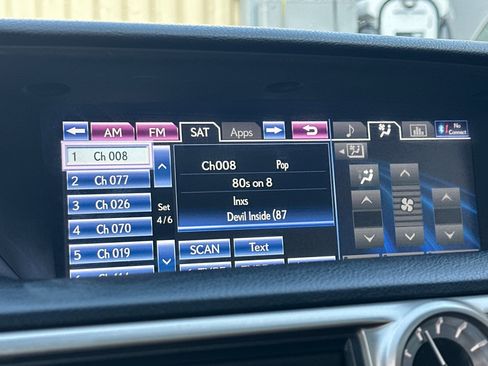 AM FM SAT Apps
No Connect
1 Ch 008
2 Ch 077
3 Ch 026
4 Ch 070
5 Ch 019
Set
4/6
Ch008 Pop
80s on 8
Inxs
Devil Inside (87
SCAN Text